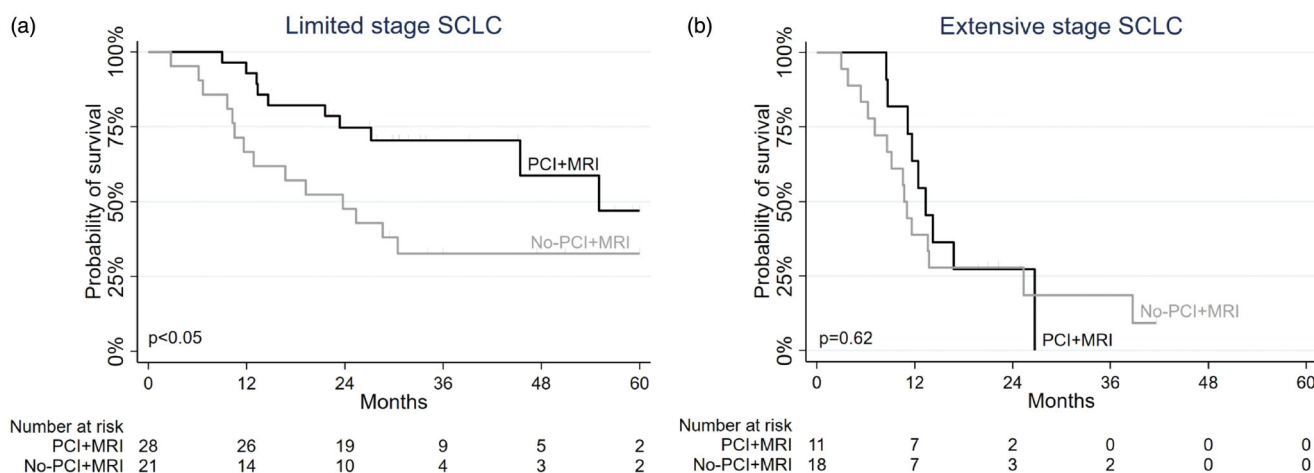 (a)
Limited stage SCLC
Probability of survival
100%
75%
50%
25%
0%
PCI+MRI
No-PCI+MRI
p<0.05
0 12 24 36 48 60
Months
Number at risk
PCI+MRI 28 26 19 9 5 2
No-PCI+MRI 21 14 10 4 3 2
(b)
Extensive stage SCLC
Probability of survival
100%
75%
50%
25%
0%
No-PCI+MRI
PCI+MRI
p=0.62
0 12 24 36 48 60
Months
Number at risk
PCI+MRI 11 7 2 0 0 0
No-PCI+MRI 18 7 3 2 0 0